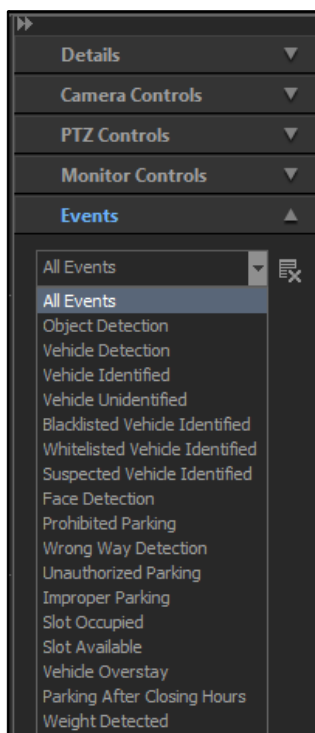 Details
Camera Controls
PTZ Controls
Monitor Controls
Events
All Events
All Events
Object Detection
Vehicle Detection
Vehicle Identified
Vehicle Unidentified
Blacklisted Vehicle Identified
Whitelisted Vehicle Identified
Suspected Vehicle Identified
Face Detection
Prohibited Parking
Wrong Way Detection
Unauthorized Parking
Improper Parking
Slot Occupied
Slot Available
Vehicle Overstay
Parking After Closing Hours
Weight Detected